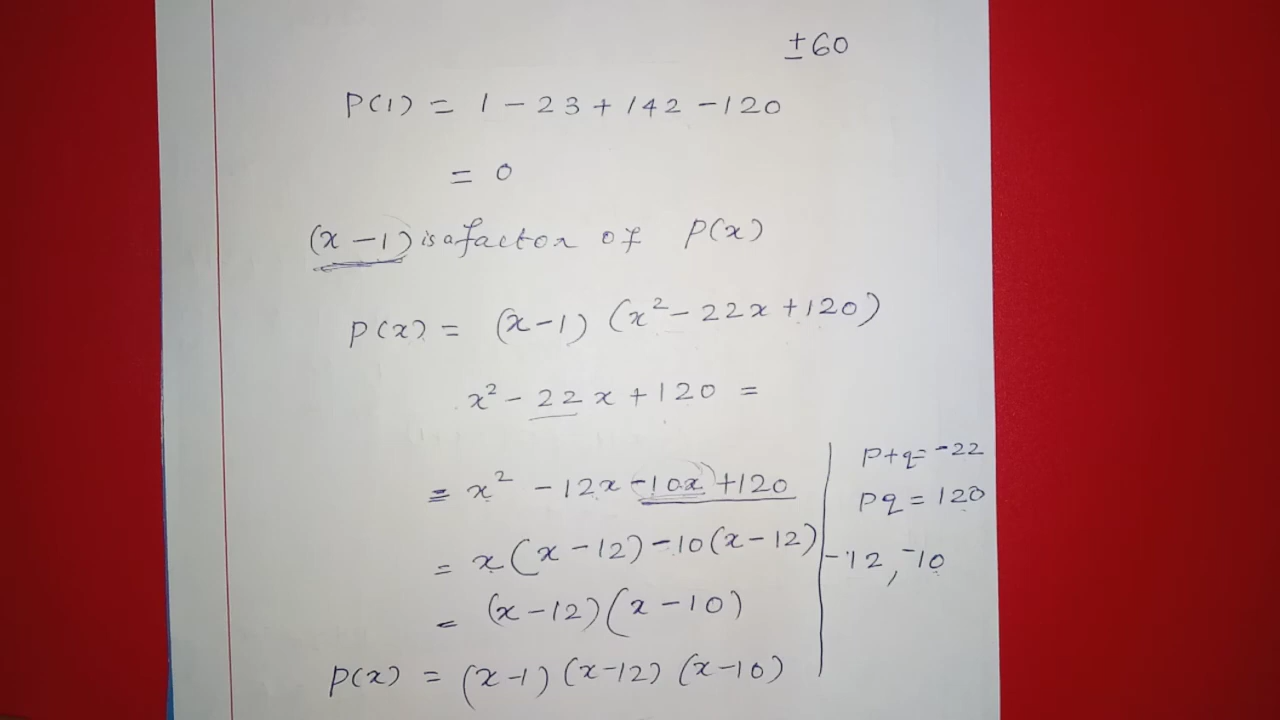 ±60
P(1) = 1 - 23 + 142 - 120
= 0
(x - 1) is a factor of P(x)
P(x) = (x-1) (x² - 22x + 120)
x² - 22x + 120 =
= x² - 12x - 10x + 120
= x(x - 12) - 10(x - 12)
= (x - 12)(x - 10)
P(x) = (x-1) (x-12) (x-10)
P+q = -22
Pq = 120
-12, -10